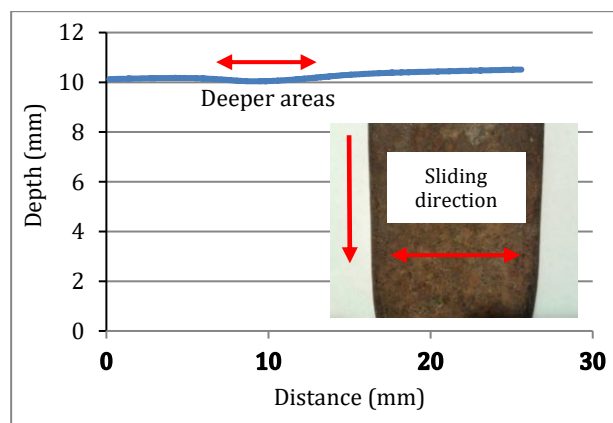 12
10
8
6
4
2
0
Depth (mm)
Deeper areas
Sliding
direction
0 10 20 30
Distance (mm)